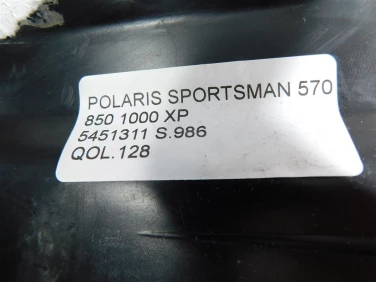 POLARIS SPORTSMAN 570
850 1000 XP
5451311 S.986
QOL.128